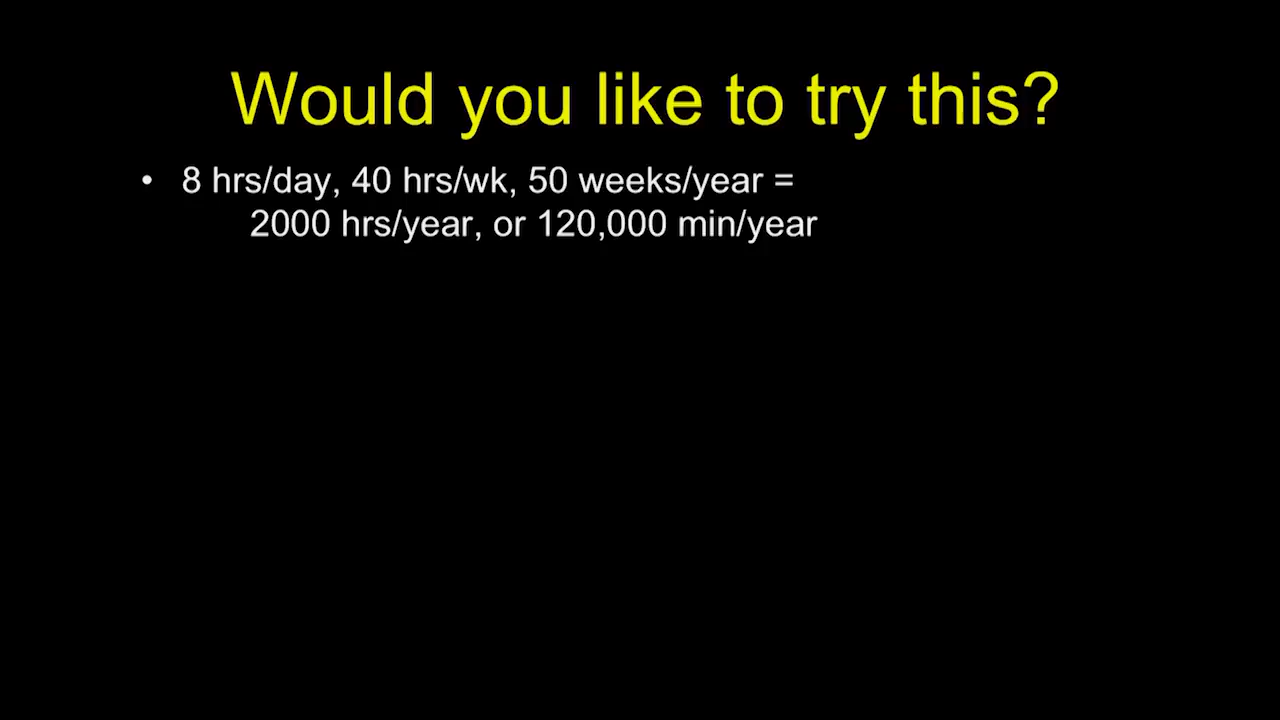 Would you like to try this?
• 8 hrs/day, 40 hrs/wk, 50 weeks/year =
2000 hrs/year, or 120,000 min/year